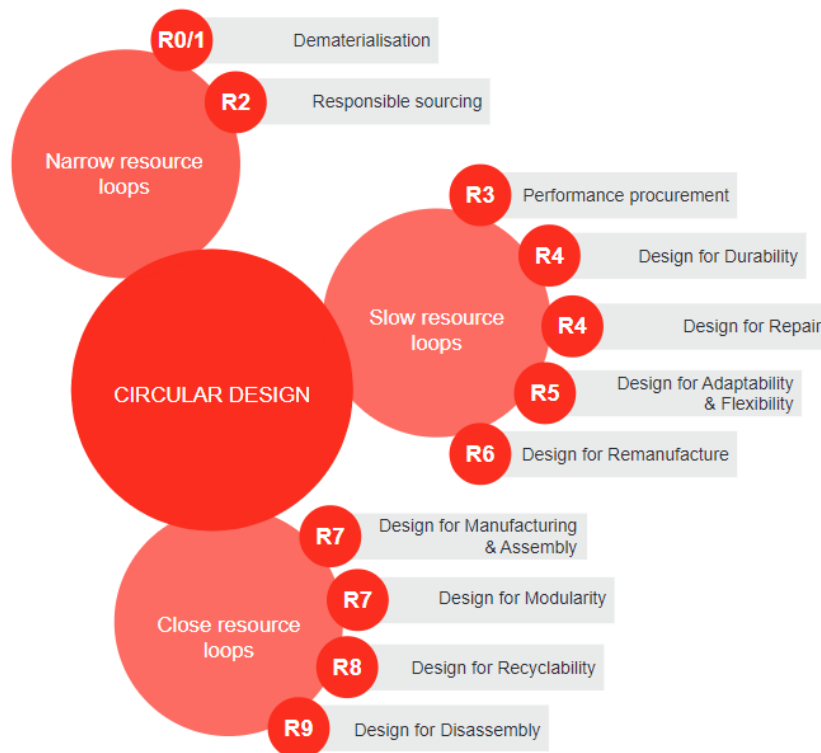 R0/1
Dematerialisation
R2
Responsible sourcing
Narrow resource
loops
R3
Performance procurement
R4
Design for Durability
Slow resource
loops
R4
Design for Repair
R5
Design for Adaptability
& Flexibility
CIRCULAR DESIGN
R6
Design for Remanufacture
R7
Design for Manufacturing
& Assembly
R7
Design for Modularity
Close resource
loops
R8
Design for Recyclability
R9
Design for Disassembly